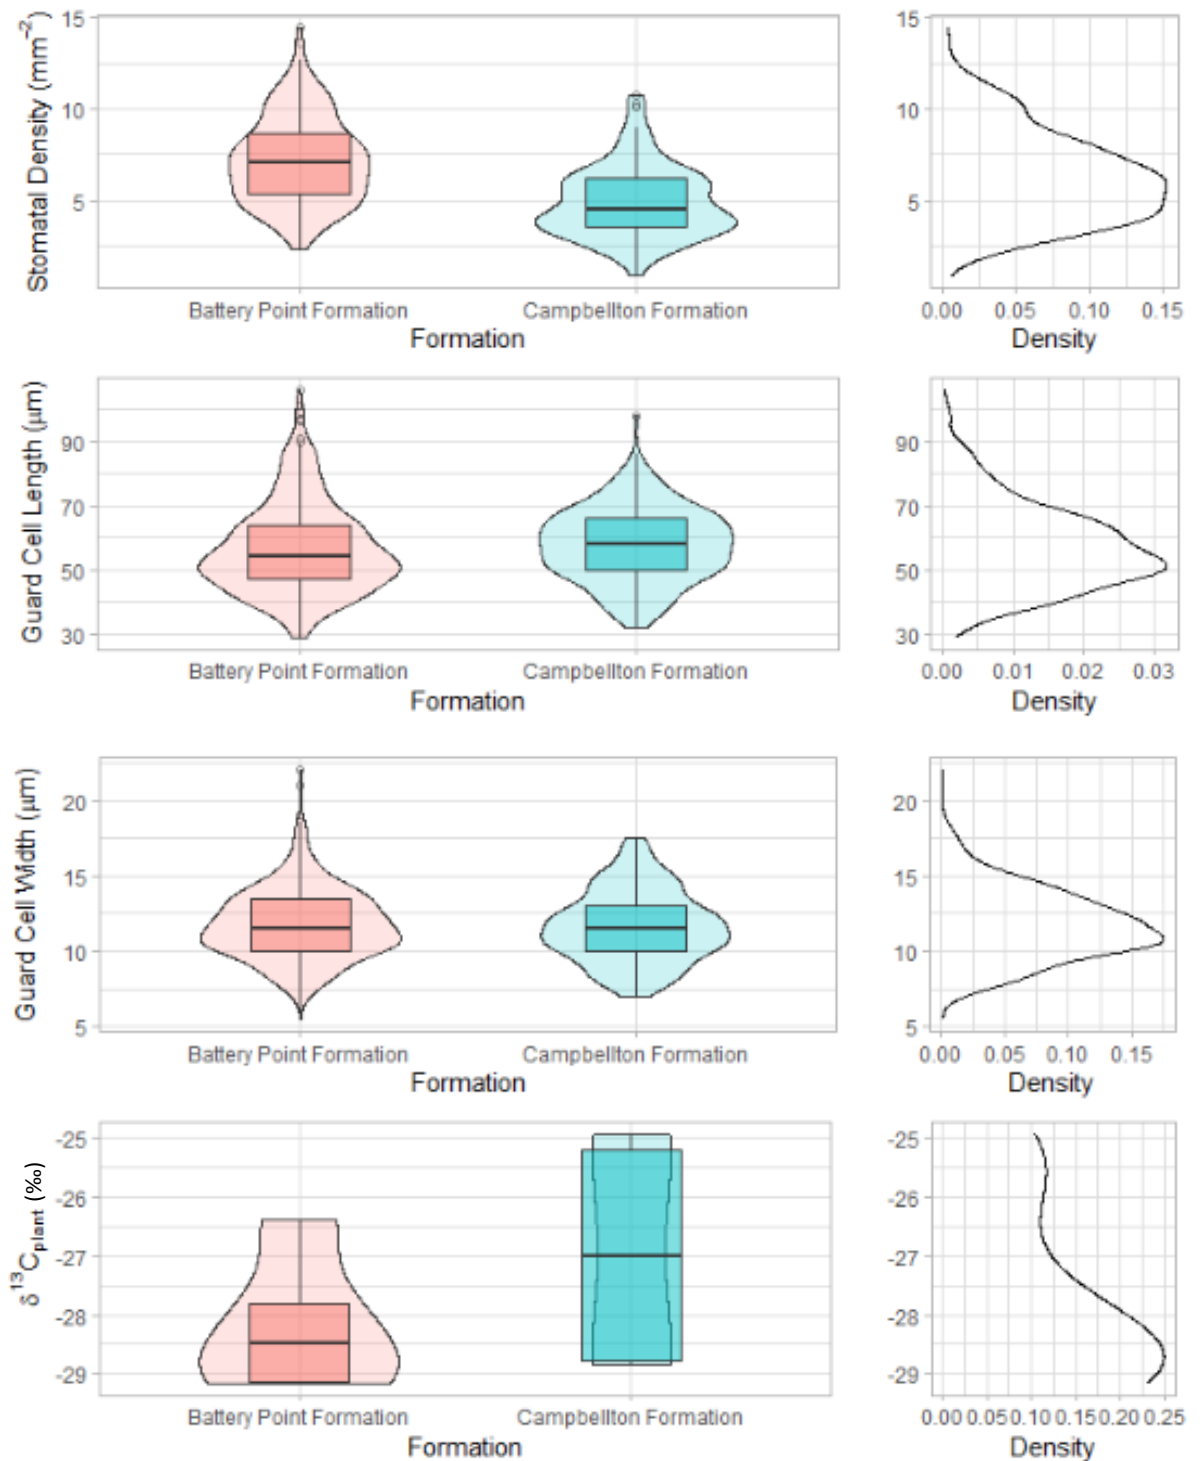 Stomatal Density (mm⁻²)
15
10
5
Battery Point Formation
Campbellton Formation
Formation
15
10
5
0.00 0.05 0.10 0.15
Density
Guard Cell Length (μm)
90
70
50
30
Battery Point Formation
Campbellton Formation
Formation
90
70
50
30
0.00 0.01 0.02 0.03
Density
Guard Cell Width (μm)
20
15
10
5
Battery Point Formation
Campbellton Formation
Formation
20
15
10
5
0.00 0.05 0.10 0.15
Density
δ¹³Cplant (‰)
-25
-26
-27
-28
-29
Battery Point Formation
Campbellton Formation
Formation
-25
-26
-27
-28
-29
0.00 0.05 0.10 0.15 0.20 0.25
Density